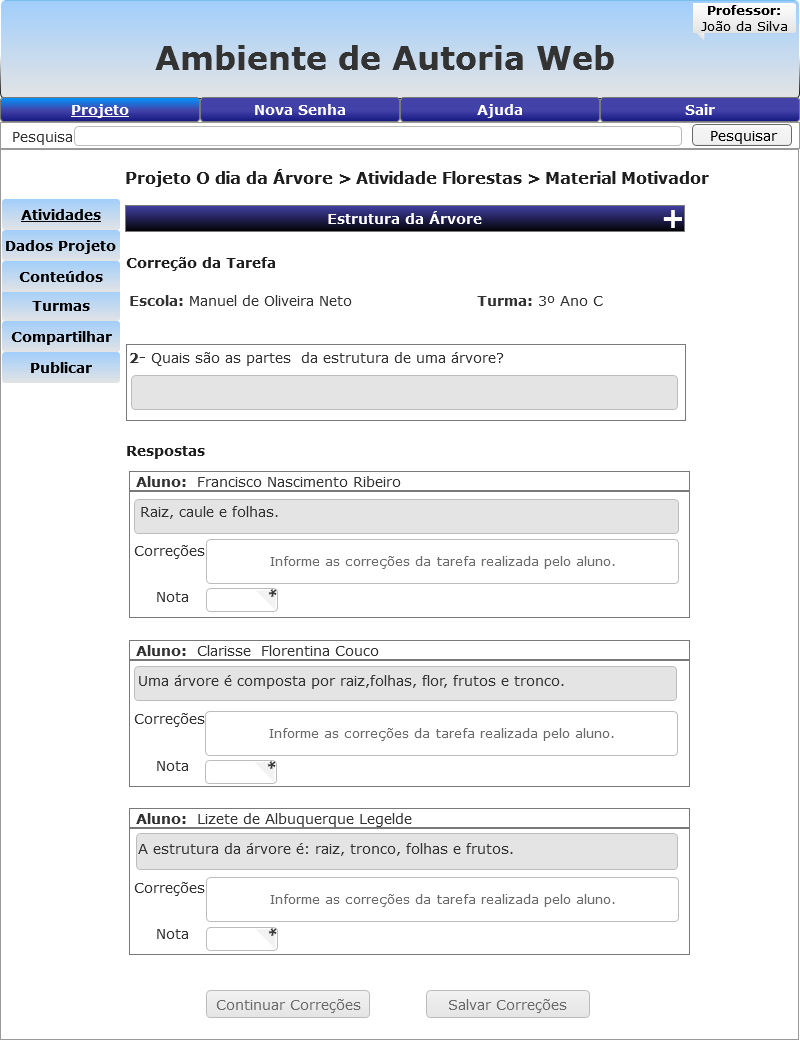 Professor:
João da Silva
Ambiente de Autoria Web
Projeto Nova Senha Ajuda Sair
Pesquisa Pesquisar
Projeto O dia da Árvore > Atividade Florestas > Material Motivador
Atividades
Dados Projeto
Conteúdos
Turmas
Compartilhar
Publicar
Estrutura da Árvore +
Correção da Tarefa
Escola: Manuel de Oliveira Neto Turma: 3º Ano C
2- Quais são as partes  da estrutura de uma árvore?
Respostas
Aluno: Francisco Nascimento Ribeiro
Raiz, caule e folhas.
Correções Informe as correções da tarefa realizada pelo aluno.
Nota *
Aluno: Clarisse  Florentina Couco
Uma árvore é composta por raiz,folhas, flor, frutos e tronco.
Correções Informe as correções da tarefa realizada pelo aluno.
Nota *
Aluno: Lizete de Albuquerque Legelde
A estrutura da árvore é: raiz, tronco, folhas e frutos.
Correções Informe as correções da tarefa realizada pelo aluno.
Nota *
Continuar Correções Salvar Correções